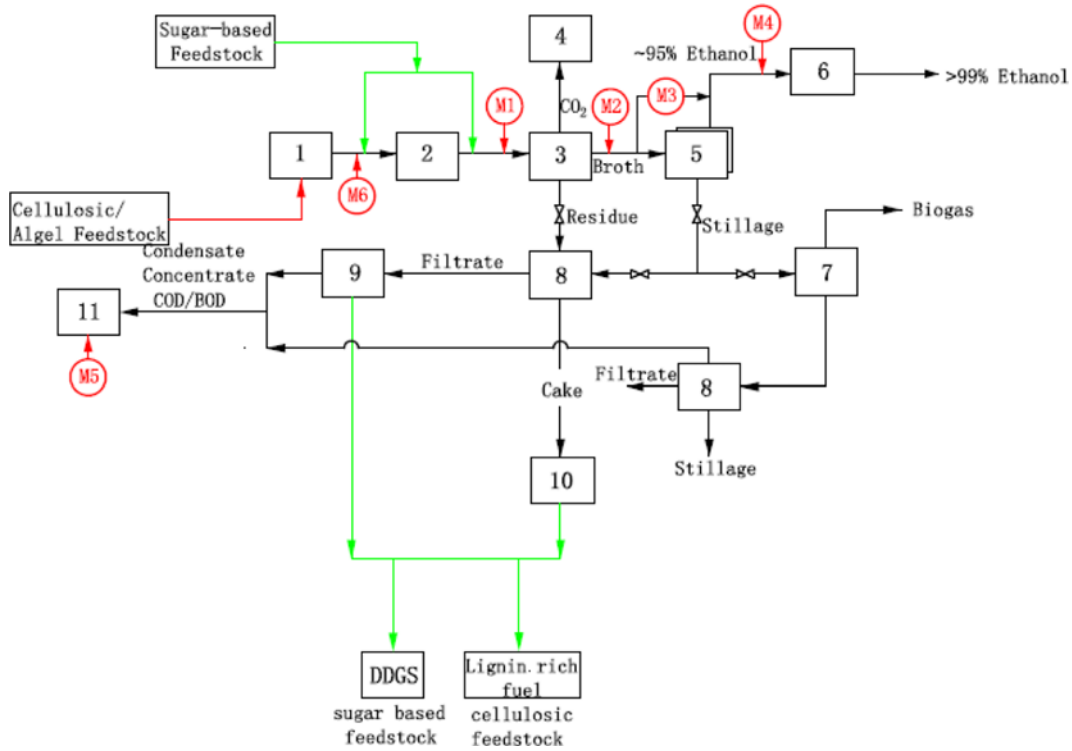 Sugar-based
Feedstock
4
M4
~95% Ethanol
6
>99% Ethanol
M3
M1
CO2
M2
1
2
3
5
Broth
M6
Cellulosic/
Algel Feedstock
Residue
Stillage
Biogas
Condensate
Concentrate
COD/BOD
9
Filtrate
8
7
11
M5
Filtrate
8
Cake
Stillage
10
DDGS
sugar based
feedstock
Lignin.rich
fuel
cellulosic
feedstock